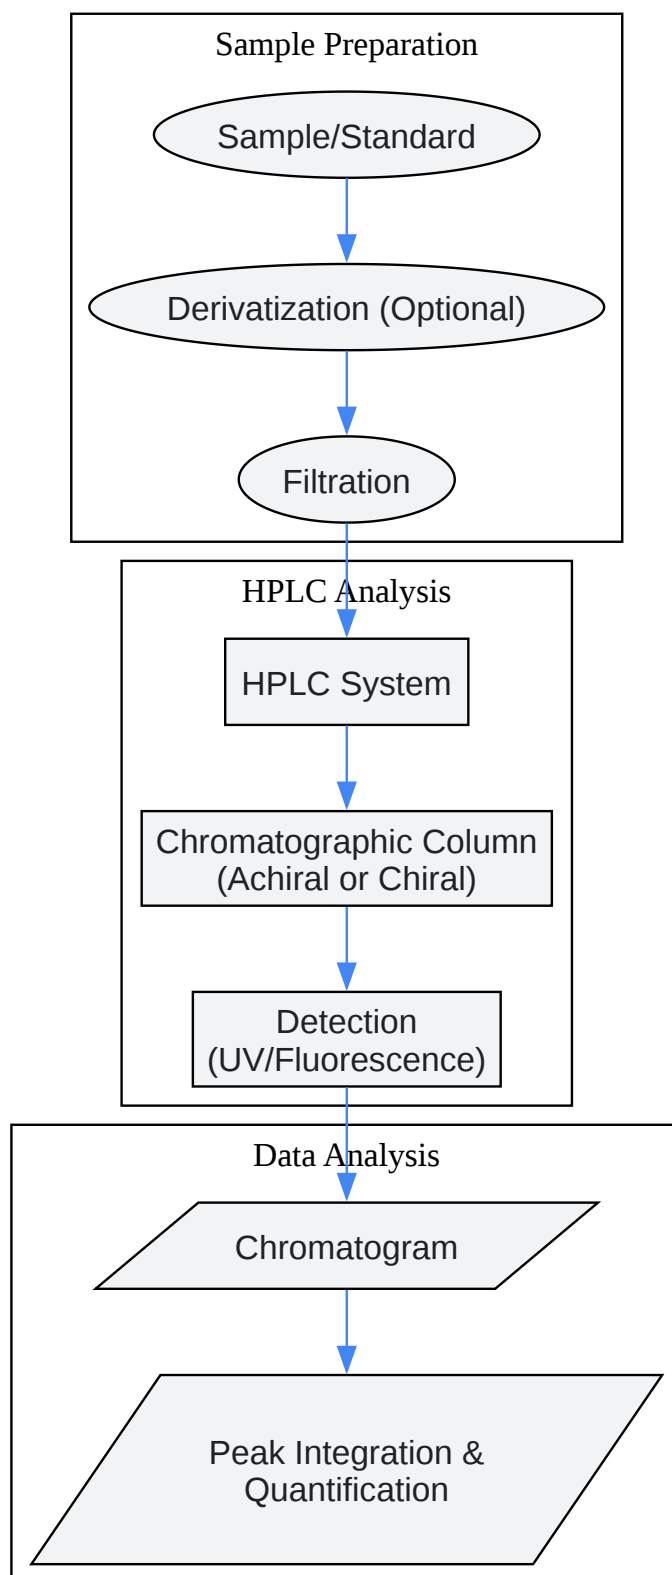 Sample Preparation
Sample/Standard
Derivatization (Optional)
Filtration
HPLC Analysis
HPLC System
Chromatographic Column
(Achiral or Chiral)
Detection
(UV/Fluorescence)
Data Analysis
Chromatogram
Peak Integration &
Quantification